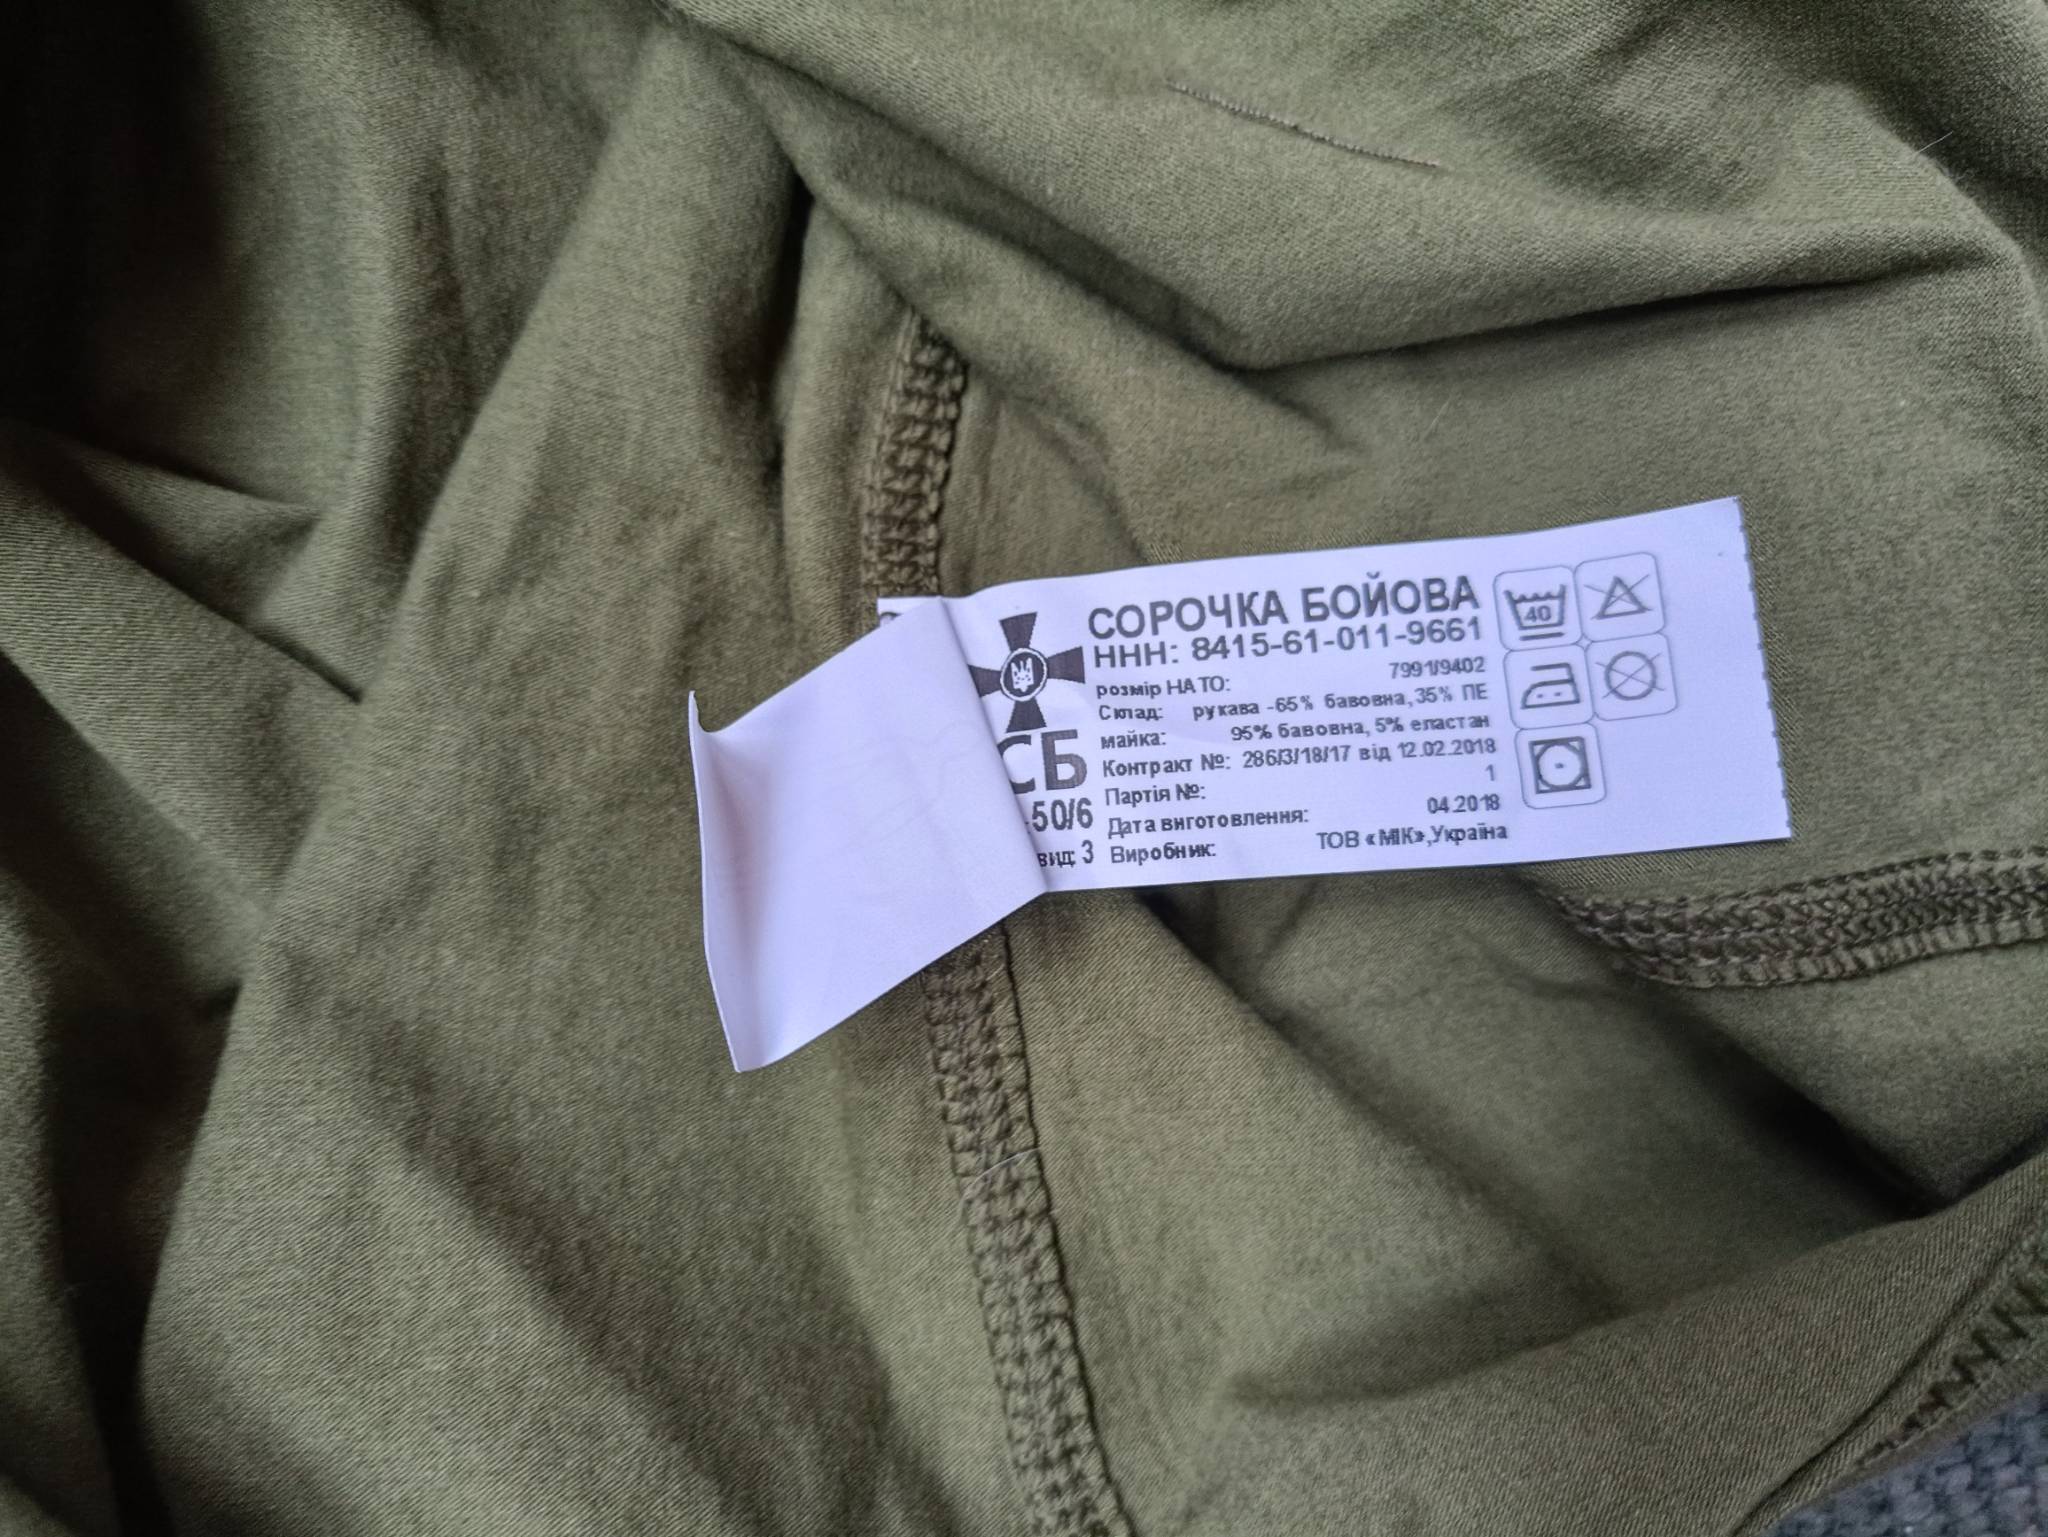 СОРОЧКА БОЙОВА
ННН: 8415-61-011-9661
розмір НАТО: 7991/9402
Склад: рукава -65% бавовна, 35% ПЕ
майка: 95% бавовна, 5% еластан
Контракт №: 286/3/18/17 від 12.02.2018
Партія №: 1
Дата виготовлення: 04.2018
Виробник: ТОВ «МІК»,Україна
СБ
50/6
вид: 3
40